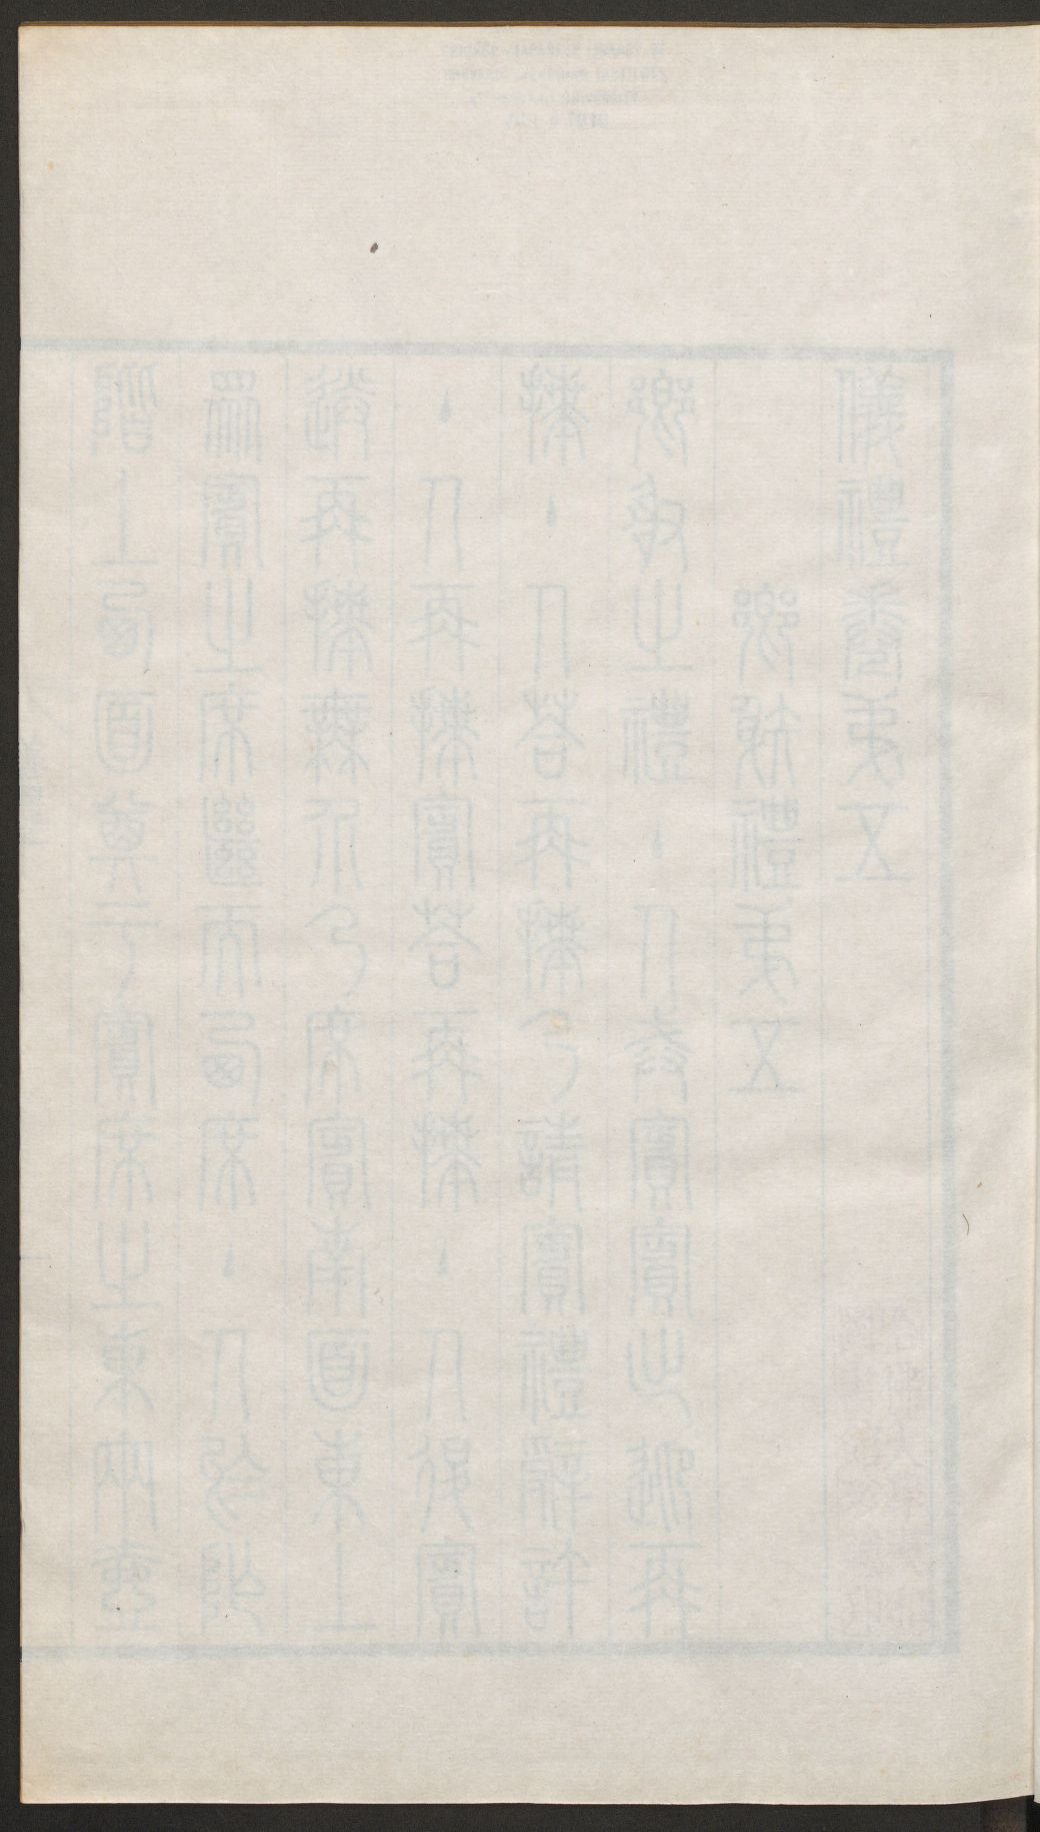 儀禮卷第五
鄉射禮第五
鄉射之禮主人戒賓賓出迎再
拜主人荅再拜乃請賓禮辭許
主人再拜賓荅再拜主人退賓
送再拜無介乃席賓南面東上
眾賓之席繼而西席主人於阼
階上西面尊于賓席之東兩壺